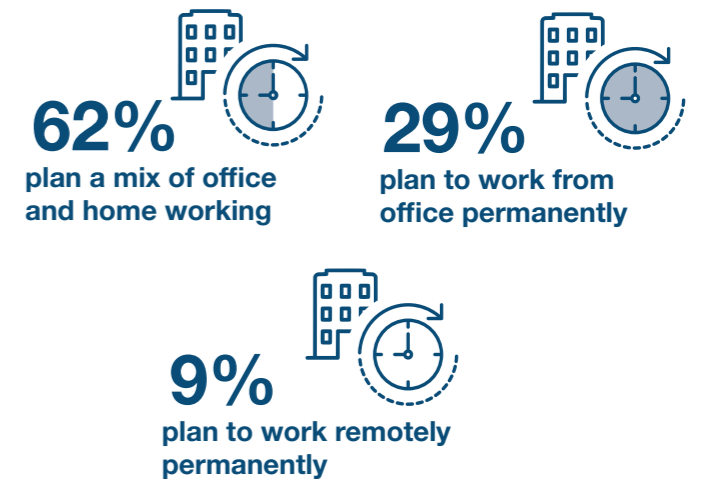 62%
plan a mix of office
and home working
29%
plan to work from
office permanently
9%
plan to work remotely
permanently